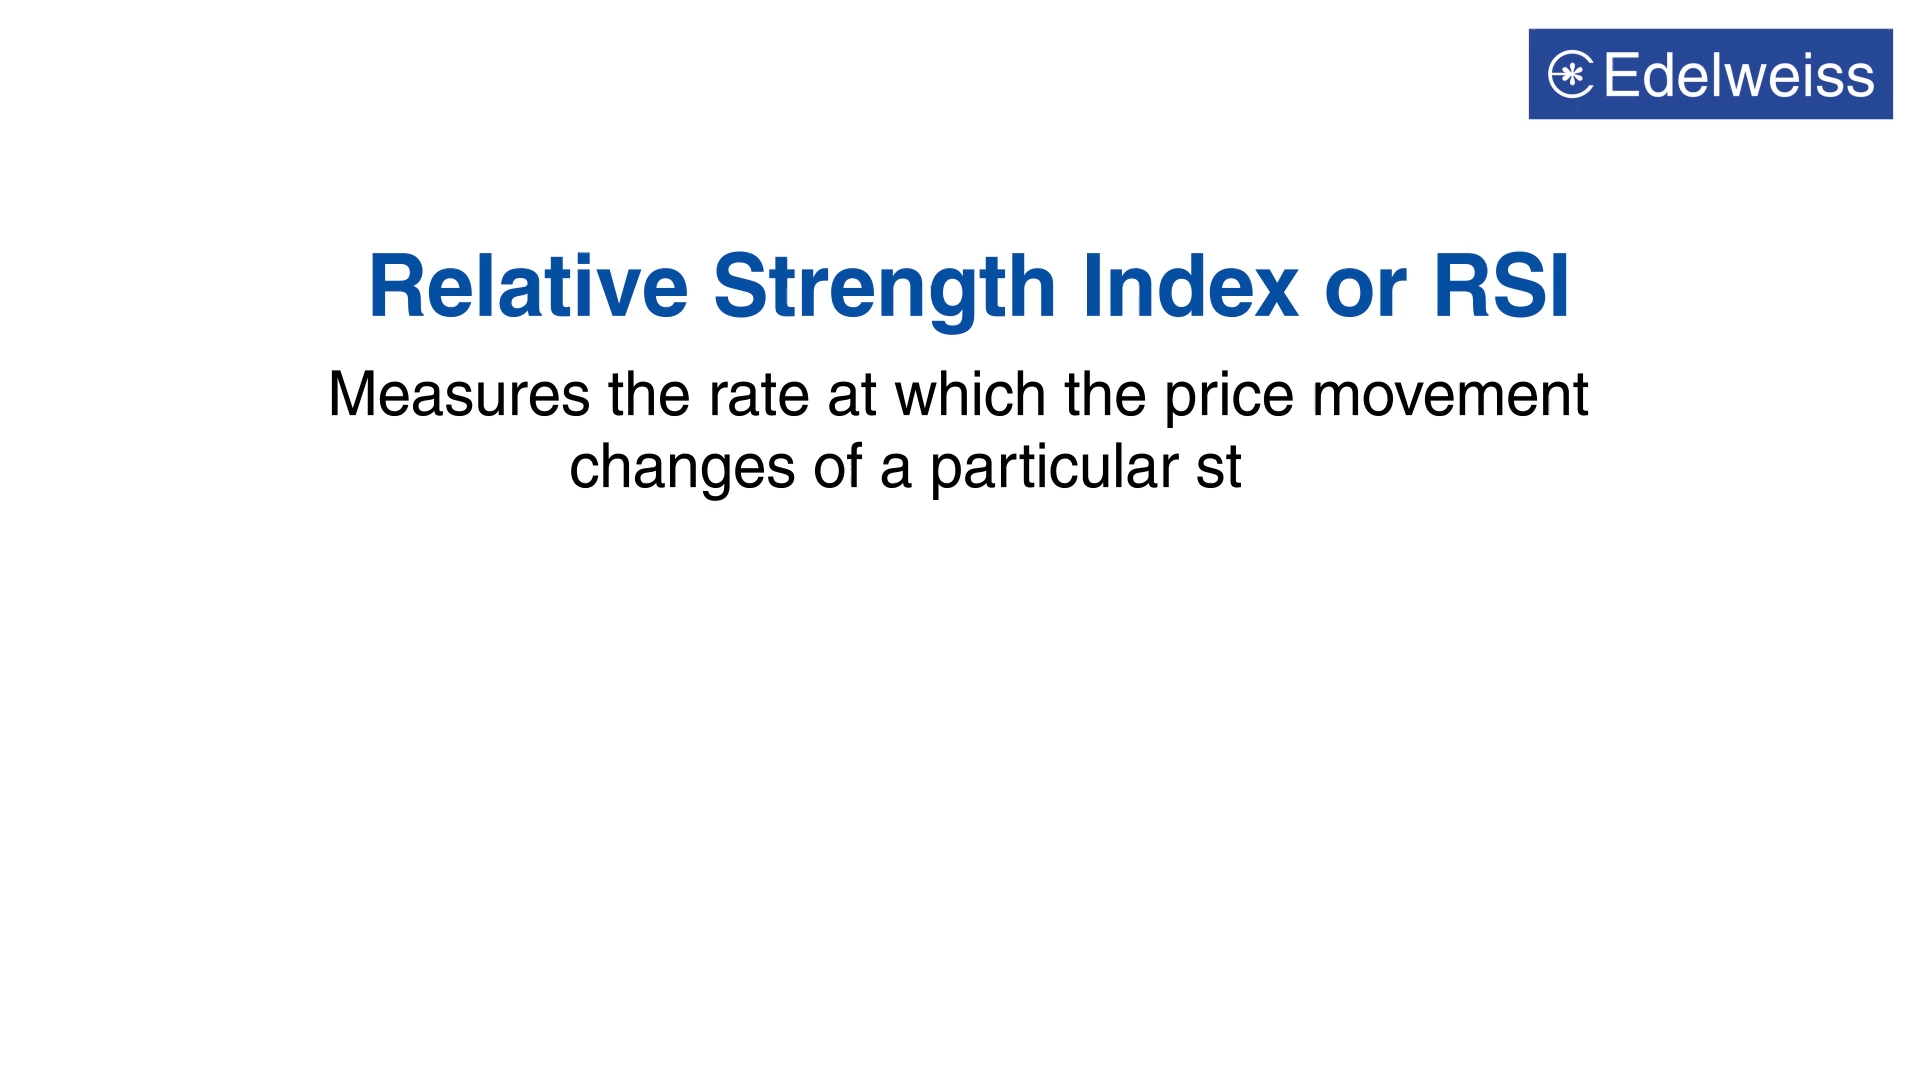 Edelweiss
Relative Strength Index or RSI
Measures the rate at which the price movement
changes of a particular st